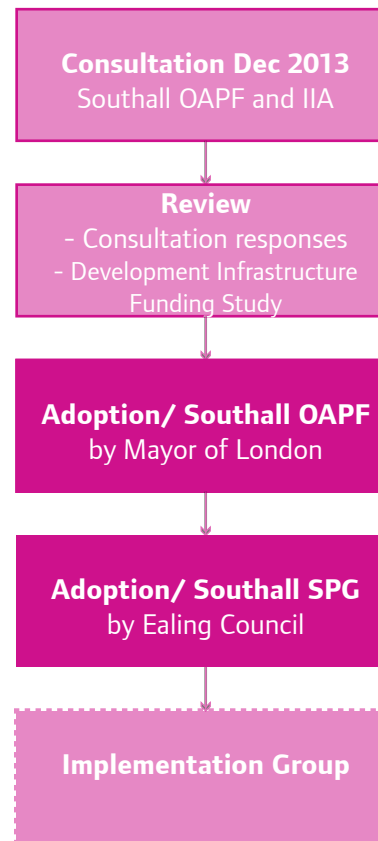 Consultation Dec 2013
Southall OAPF and IIA
Review
- Consultation responses
- Development Infrastructure
Funding Study
Adoption/ Southall OAPF
by Mayor of London
Adoption/ Southall SPG
by Ealing Council
Implementation Group